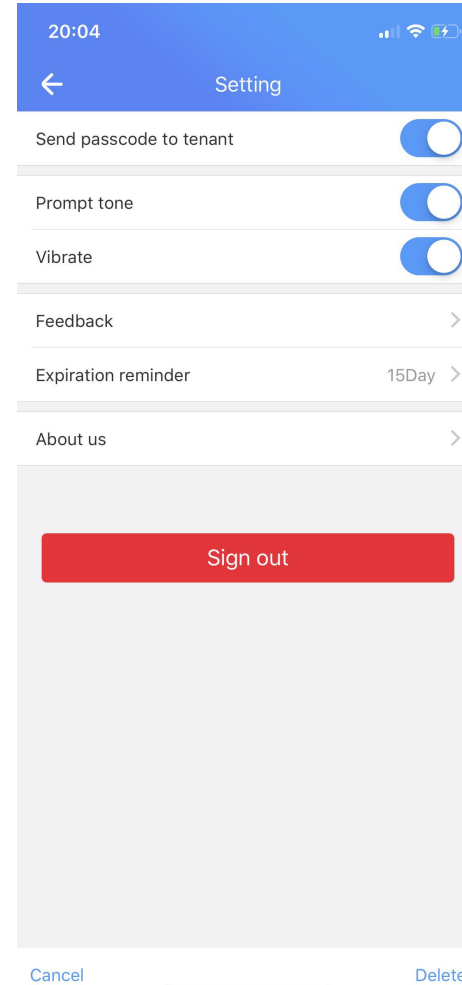 20:04
Setting
Send passcode to tenant
Prompt tone
Vibrate
Feedback
Expiration reminder 15Day
About us
Sign out
Cancel Delete